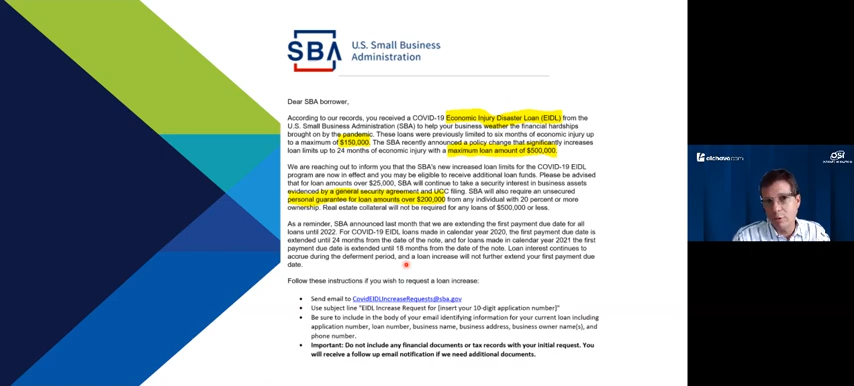 SBA
U.S. Small Business
Administration
Dear SBA borrower,
According to our records, you received a COVID-19 Economic Injury Disaster Loan (EIDL) from the
U.S. Small Business Administration (SBA) to help your business weather the financial hardships
brought on by the pandemic. These loans were previously limited to six months of economic injury up
to a maximum of $150,000. The SBA recently announced a policy change that significantly increases
loan limits up to 24 months of economic injury with a maximum loan amount of $500,000.
We are reaching out to inform you that the SBA's new increased loan limits for the COVID-19 EIDL
program are now in effect and you may be eligible to receive additional loan funds. Please be advised
that for loan amounts over $25,000, SBA will continue to take a security interest in business assets
evidenced by a general security agreement and UCC filing. SBA will also require an unsecured
personal guarantee for loan amounts over $200,000 from any individual with 20 percent or more
ownership. Real estate collateral will not be required for any loans of $500,000 or less.
As a reminder, SBA announced last month that we are extending the first payment due date for all
loans until 2022. For COVID-19 EIDL loans made in calendar year 2020, the first payment due date is
extended until 24 months from the date of the note, and for loans made in calendar year 2021 the first
payment due date is extended until 18 months from the date of the note. Loan interest continues to
accrue during the deferment period, and a loan increase will not further extend your first payment due
date.
Follow these instructions if you wish to request a loan increase:
• Send email to CovidEIDLIncreaseRequests@sba.gov
• Use subject line "EIDL Increase Request for [insert your 10-digit application number]"
• Be sure to include in the body of your email identifying information for your current loan including
application number, loan number, business name, business address, business owner name(s), and
phone number.
• Important: Do not include any financial documents or tax records with your initial request. You
will receive a follow up email notification if we need additional documents.
alchavo.com